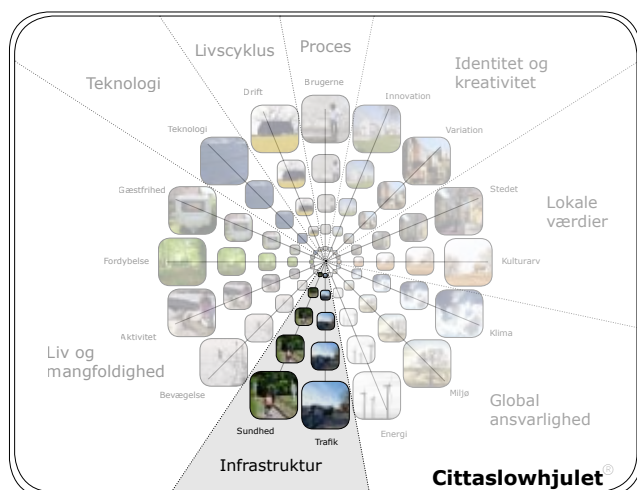 Livscyklus
Proces
Identitet og
kreativitet
Teknologi
Drift
Brugerne
Innovation
Teknologi
Variation
Gæstfrihed
Stedet
Lokale
værdier
Fordybelse
Kulturarv
Aktivitet
Klima
Liv og
mangfoldighed
Bevægelse
Miljø
Global
ansvarlighed
Sundhed
Trafik
Energi
Infrastruktur
Cittaslowhjulet®